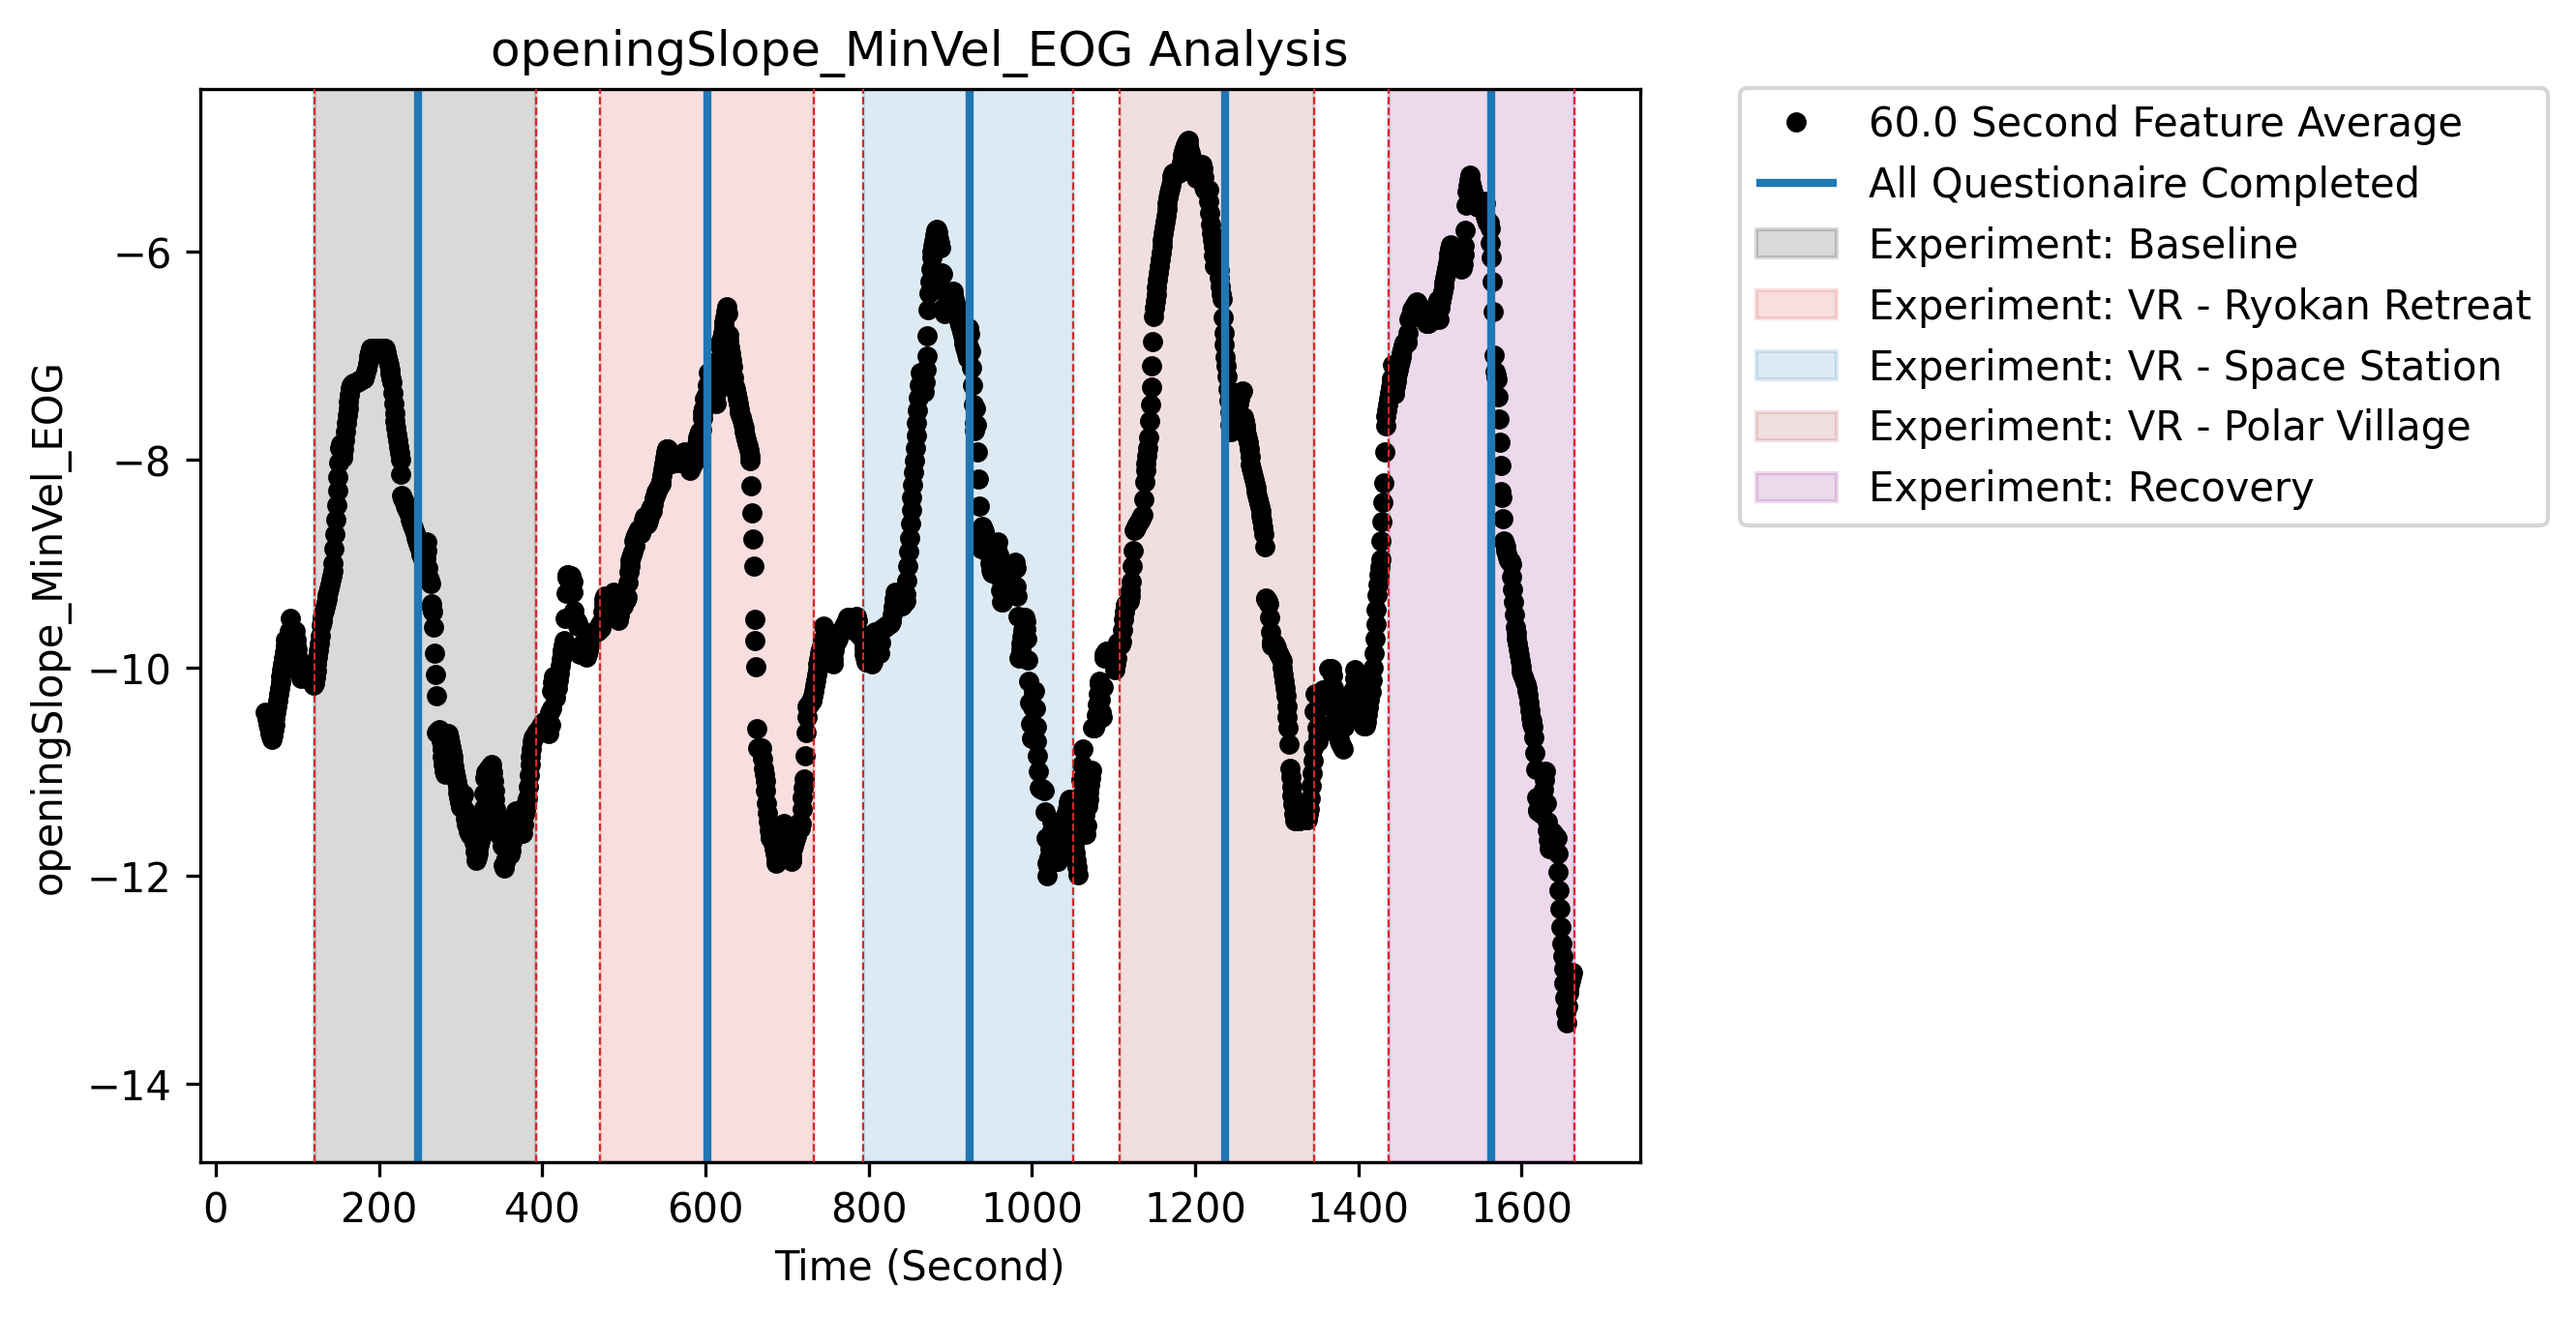 openingSlope_MinVel_EOG Analysis
openingSlope_MinVel_EOG
−6
−8
−10
−12
−14
0 200 400 600 800 1000 1200 1400 1600
Time (Second)
60.0 Second Feature Average
All Questionaire Completed
Experiment: Baseline
Experiment: VR - Ryokan Retreat
Experiment: VR - Space Station
Experiment: VR - Polar Village
Experiment: Recovery